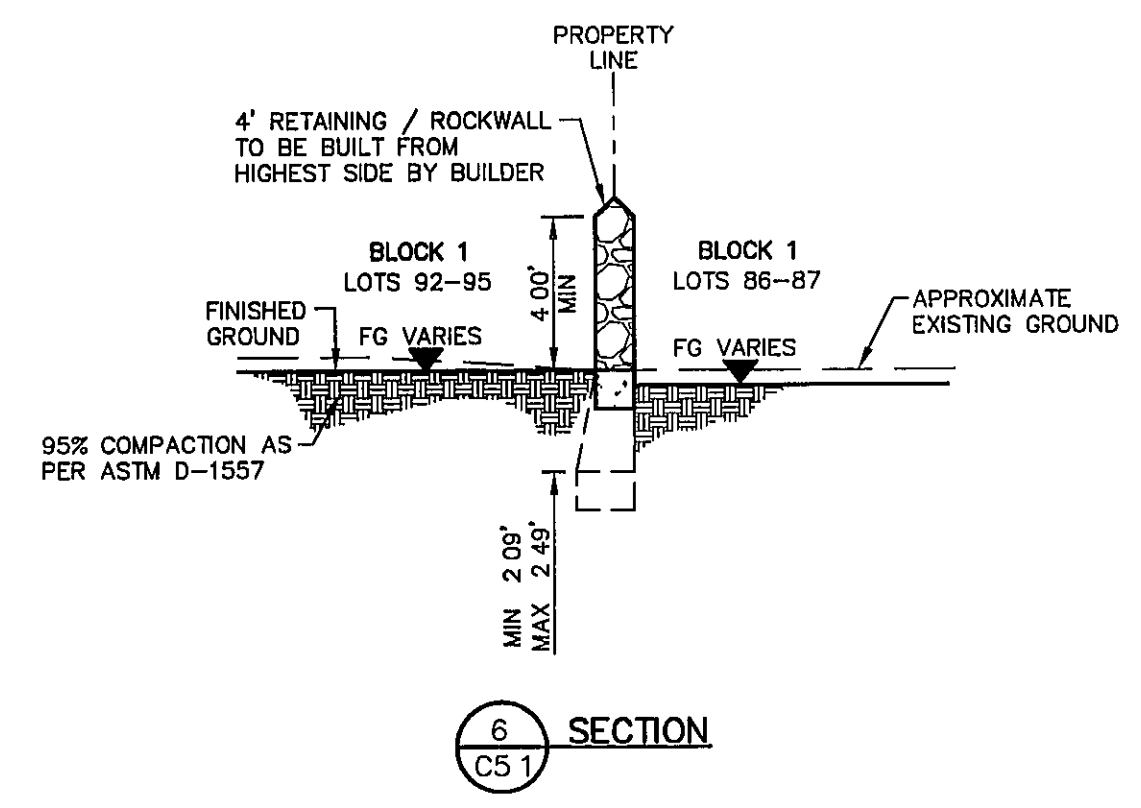 PROPERTY
LINE
4' RETAINING / ROCKWALL
TO BE BUILT FROM
HIGHEST SIDE BY BUILDER
BLOCK 1
LOTS 92-95
4 00'
MIN
BLOCK 1
LOTS 86-87
FINISHED
GROUND
FG VARIES
FG VARIES
APPROXIMATE
EXISTING GROUND
95% COMPACTION AS
PER ASTM D-1557
MIN 2 09'
MAX 2 49'
6
C5 1
SECTION